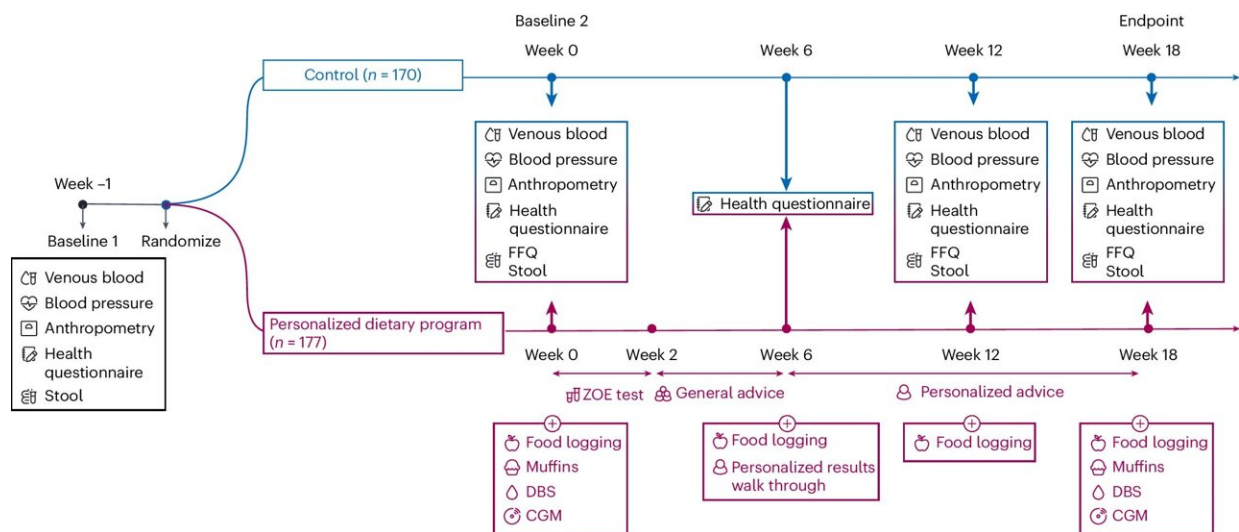 Baseline 2
Endpoint
Week 0
Week 6
Week 12
Week 18
Control (n = 170)
Week –1
Baseline 1
Randomize
Venous blood
Blood pressure
Anthropometry
Health
questionnaire
Stool
Venous blood
Blood pressure
Anthropometry
Health
questionnaire
FFQ
Stool
Health questionnaire
Venous blood
Blood pressure
Anthropometry
Health
questionnaire
FFQ
Stool
Venous blood
Blood pressure
Anthropometry
Health
questionnaire
FFQ
Stool
Personalized dietary program
(n = 177)
Week 0
Week 2
Week 6
Week 12
Week 18
ZOE test
General advice
Personalized advice
Food logging
Muffins
DBS
CGM
Food logging
Personalized results
walk through
Food logging
Food logging
Muffins
DBS
CGM